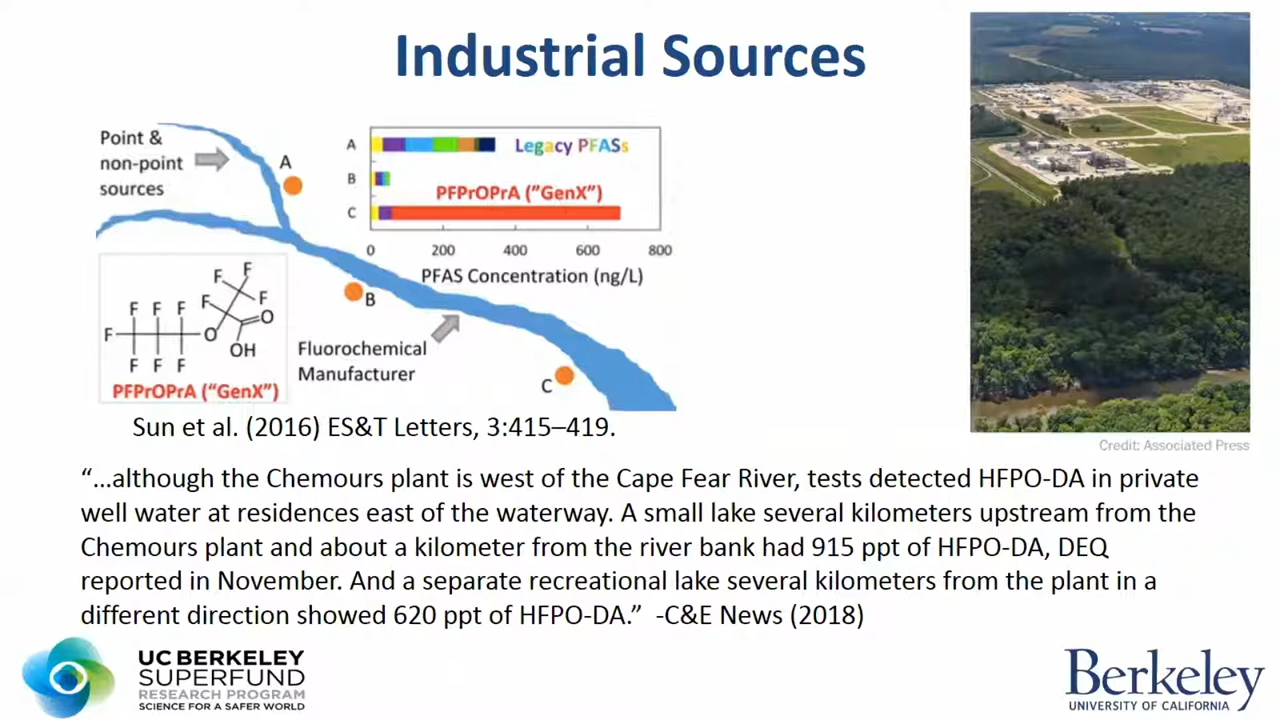 Industrial Sources
Point &
non-point
sources
A
B
C
Fluorochemical
Manufacturer
A
B
C
Legacy PFASs
PFPrOPrA ("GenX")
0 200 400 600 800
PFAS Concentration (ng/L)
F F
F F F F F
F O O
F F F OH
PFPrOPrA ("GenX")
Sun et al. (2016) ES&T Letters, 3:415–419.
Credit: Associated Press
“…although the Chemours plant is west of the Cape Fear River, tests detected HFPO-DA in private
well water at residences east of the waterway. A small lake several kilometers upstream from the
Chemours plant and about a kilometer from the river bank had 915 ppt of HFPO-DA, DEQ
reported in November. And a separate recreational lake several kilometers from the plant in a
different direction showed 620 ppt of HFPO-DA.” -C&E News (2018)
UC BERKELEY
SUPERFUND
RESEARCH PROGRAM
SCIENCE FOR A SAFER WORLD
Berkeley
UNIVERSITY OF CALIFORNIA